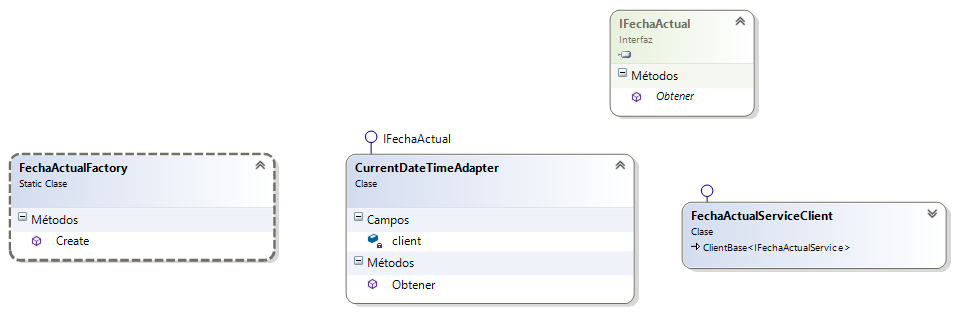 IFechaActual
Interfaz
Métodos
Obtener
FechaActualFactory
Static Clase
Métodos
Create
IFechaActual
CurrentDateTimeAdapter
Clase
Campos
client
Métodos
Obtener
FechaActualServiceClient
Clase
ClientBase<IFechaActualService>